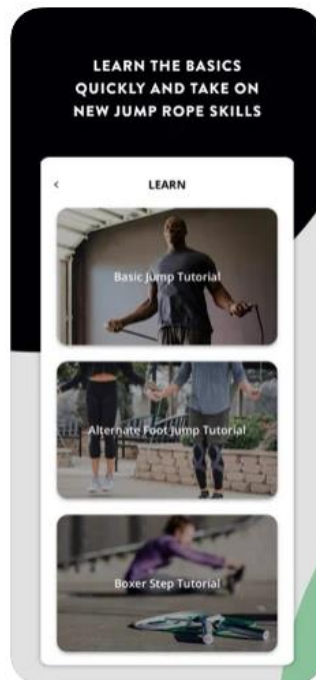 LEARN THE BASICS
QUICKLY AND TAKE ON
NEW JUMP ROPE SKILLS
LEARN
Basic Jump Tutorial
Alternate Foot Jump Tutorial
Boxer Step Tutorial